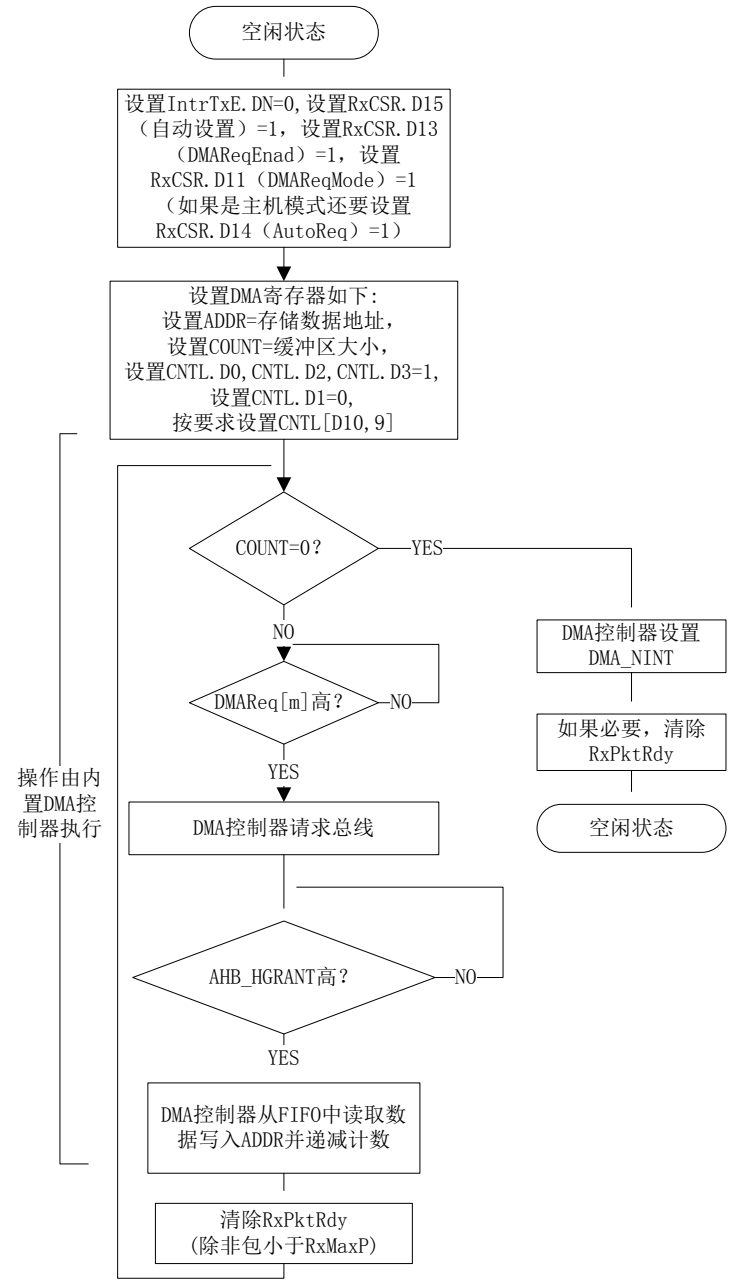 空闲状态
设置IntrTxE.DN=0,设置RxCSR.D15
（自动设置）=1，设置RxCSR.D13
（DMAReqEnad）=1，设置
RxCSR.D11（DMAReqMode）=1
（如果是主机模式还要设置
RxCSR.D14（AutoReq）=1）
设置DMA寄存器如下:
设置ADDR=存储数据地址，
设置COUNT=缓冲区大小，
设置CNTL.D0,CNTL.D2,CNTL.D3=1,
设置CNTL.D1=0,
按要求设置CNTL[D10,9]
COUNT=0?
YES
NO
DMA控制器设置
DMA_NINT
DMAReq[m]高?
NO
如果必要，清除
RxPktRdy
YES
操作由内
置DMA控
制器执行
DMA控制器请求总线
空闲状态
AHB_HGRANT高?
NO
YES
DMA控制器从FIFO中读取数
据写入ADDR并递减计数
清除RxPktRdy
(除非包小于RxMaxP)